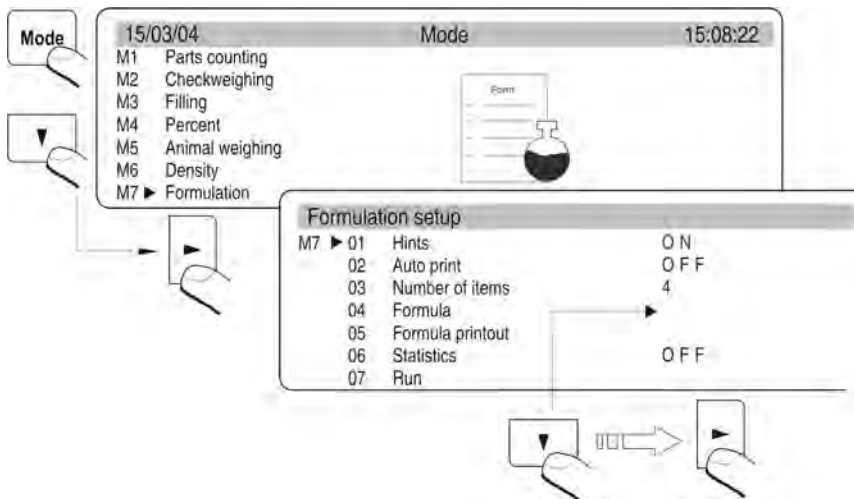 Mode
15/03/04 Mode 15:08:22
M1 Parts counting
M2 Checkweighing
M3 Filling
M4 Percent
M5 Animal weighing
M6 Density
M7 Formulation
Form
Formulation setup
M7 01 Hints ON
02 Auto print OFF
03 Number of items 4
04 Formula
05 Formula printout
06 Statistics OFF
07 Run